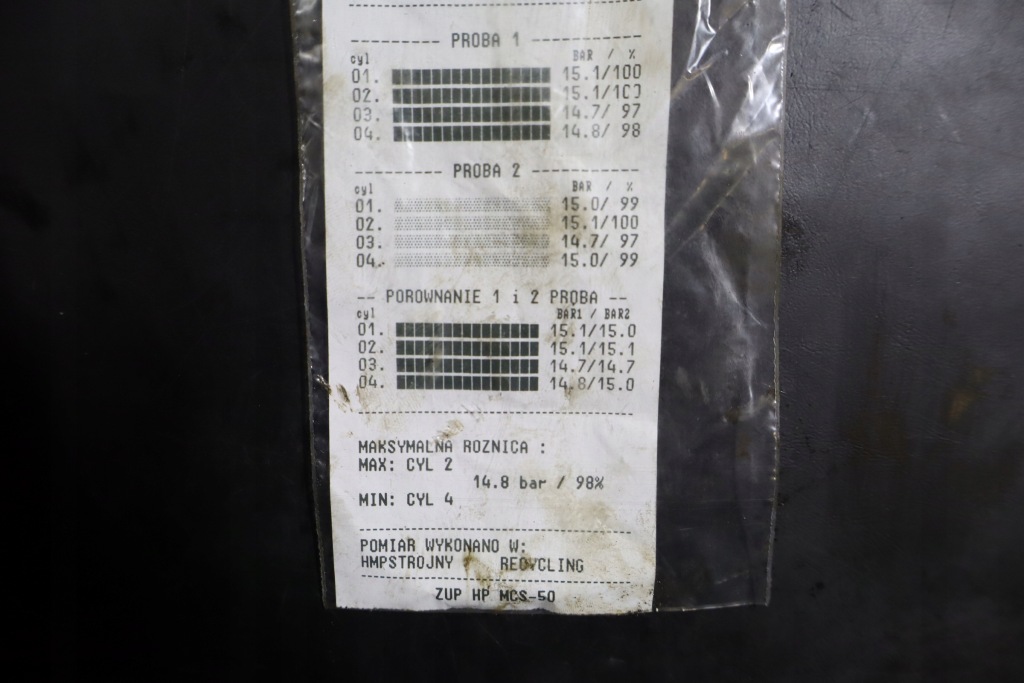 PROBA 1
cyl BAR / %
01. 15.1/100
02. 15.1/100
03. 14.7/ 97
04. 14.8/ 98
PROBA 2
cyl BAR / %
01. 15.0/ 99
02. 15.1/100
03. 14.7/ 97
04. 15.0/ 99
-- POROWNANIE 1 i 2 PROBA --
cyl BAR1 / BAR2
01. 15.1/15.0
02. 15.1/15.1
03. 14.7/14.7
04. 14.8/15.0
MAKSYMALNA ROZNICA :
MAX: CYL 2
14.8 bar / 98%
MIN: CYL 4
POMIAR WYKONANO W:
HMPSTROJNY RECYCLING
ZUP HP MCS-50